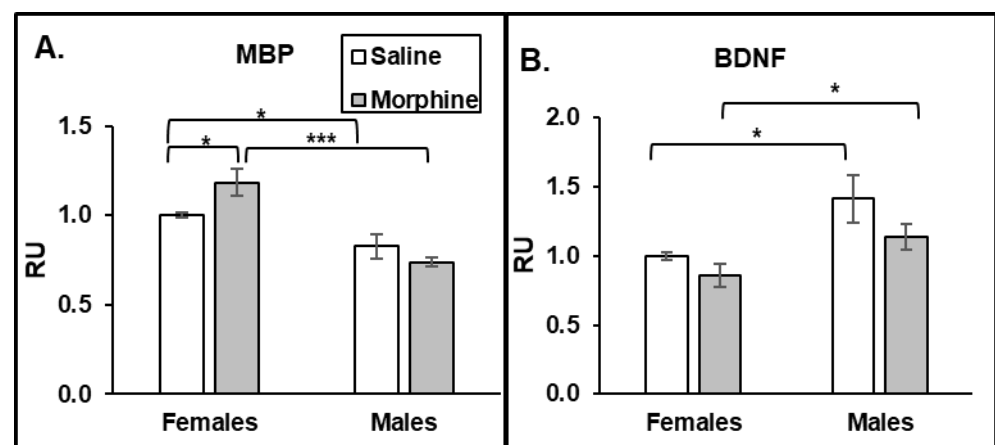 A.
MBP
Saline
Morphine
1.5
1.0
0.5
0.0
RU
*
*
***
Females
Males
B.
BDNF
2.0
1.5
1.0
0.5
0.0
RU
*
*
Females
Males